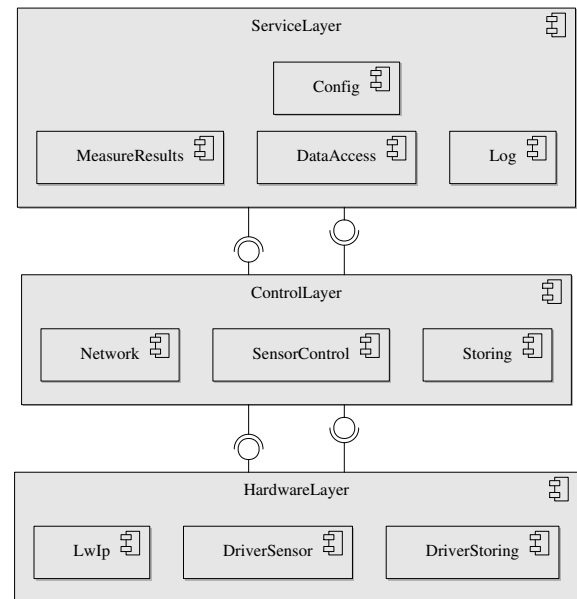 ServiceLayer
Config
MeasureResults DataAccess Log
ControlLayer
Network SensorControl Storing
HardwareLayer
LwIp DriverSensor DriverStoring